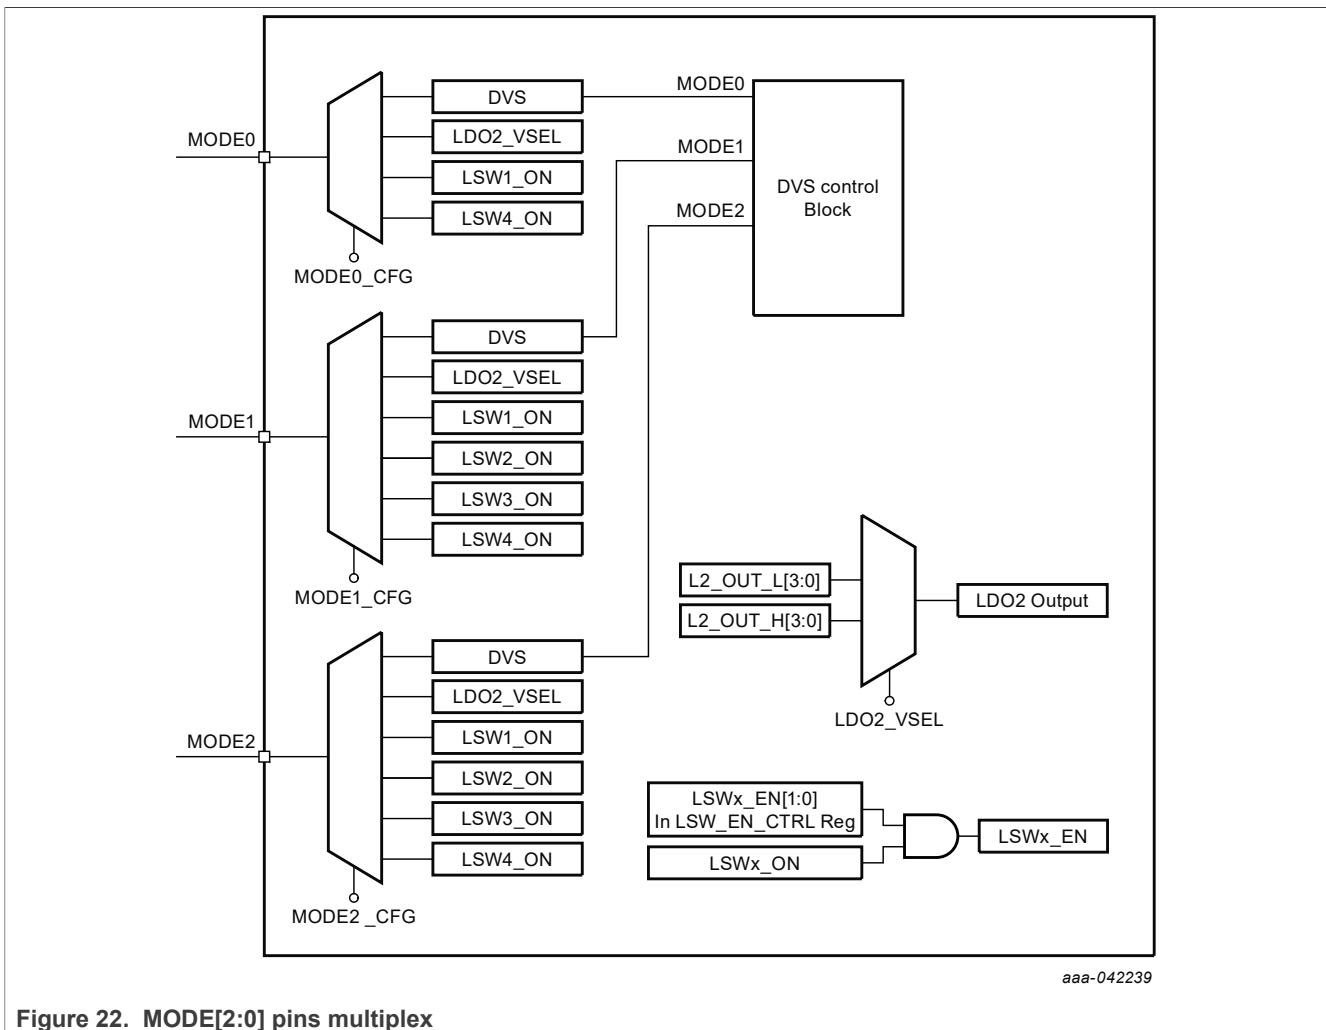 MODE0
DVS
LDO2_VSEL
LSW1_ON
LSW4_ON
MODE0_CFG
MODE0
MODE1
MODE2
DVS control
Block
MODE1
DVS
LDO2_VSEL
LSW1_ON
LSW2_ON
LSW3_ON
LSW4_ON
MODE1_CFG
MODE2
DVS
LDO2_VSEL
LSW1_ON
LSW2_ON
LSW3_ON
LSW4_ON
MODE2 _CFG
L2_OUT_L[3:0]
L2_OUT_H[3:0]
LDO2 Output
LDO2_VSEL
LSWx_EN[1:0]
In LSW_EN_CTRL Reg
LSWx_ON
LSWx_EN
aaa-042239
Figure 22. MODE[2:0] pins multiplex